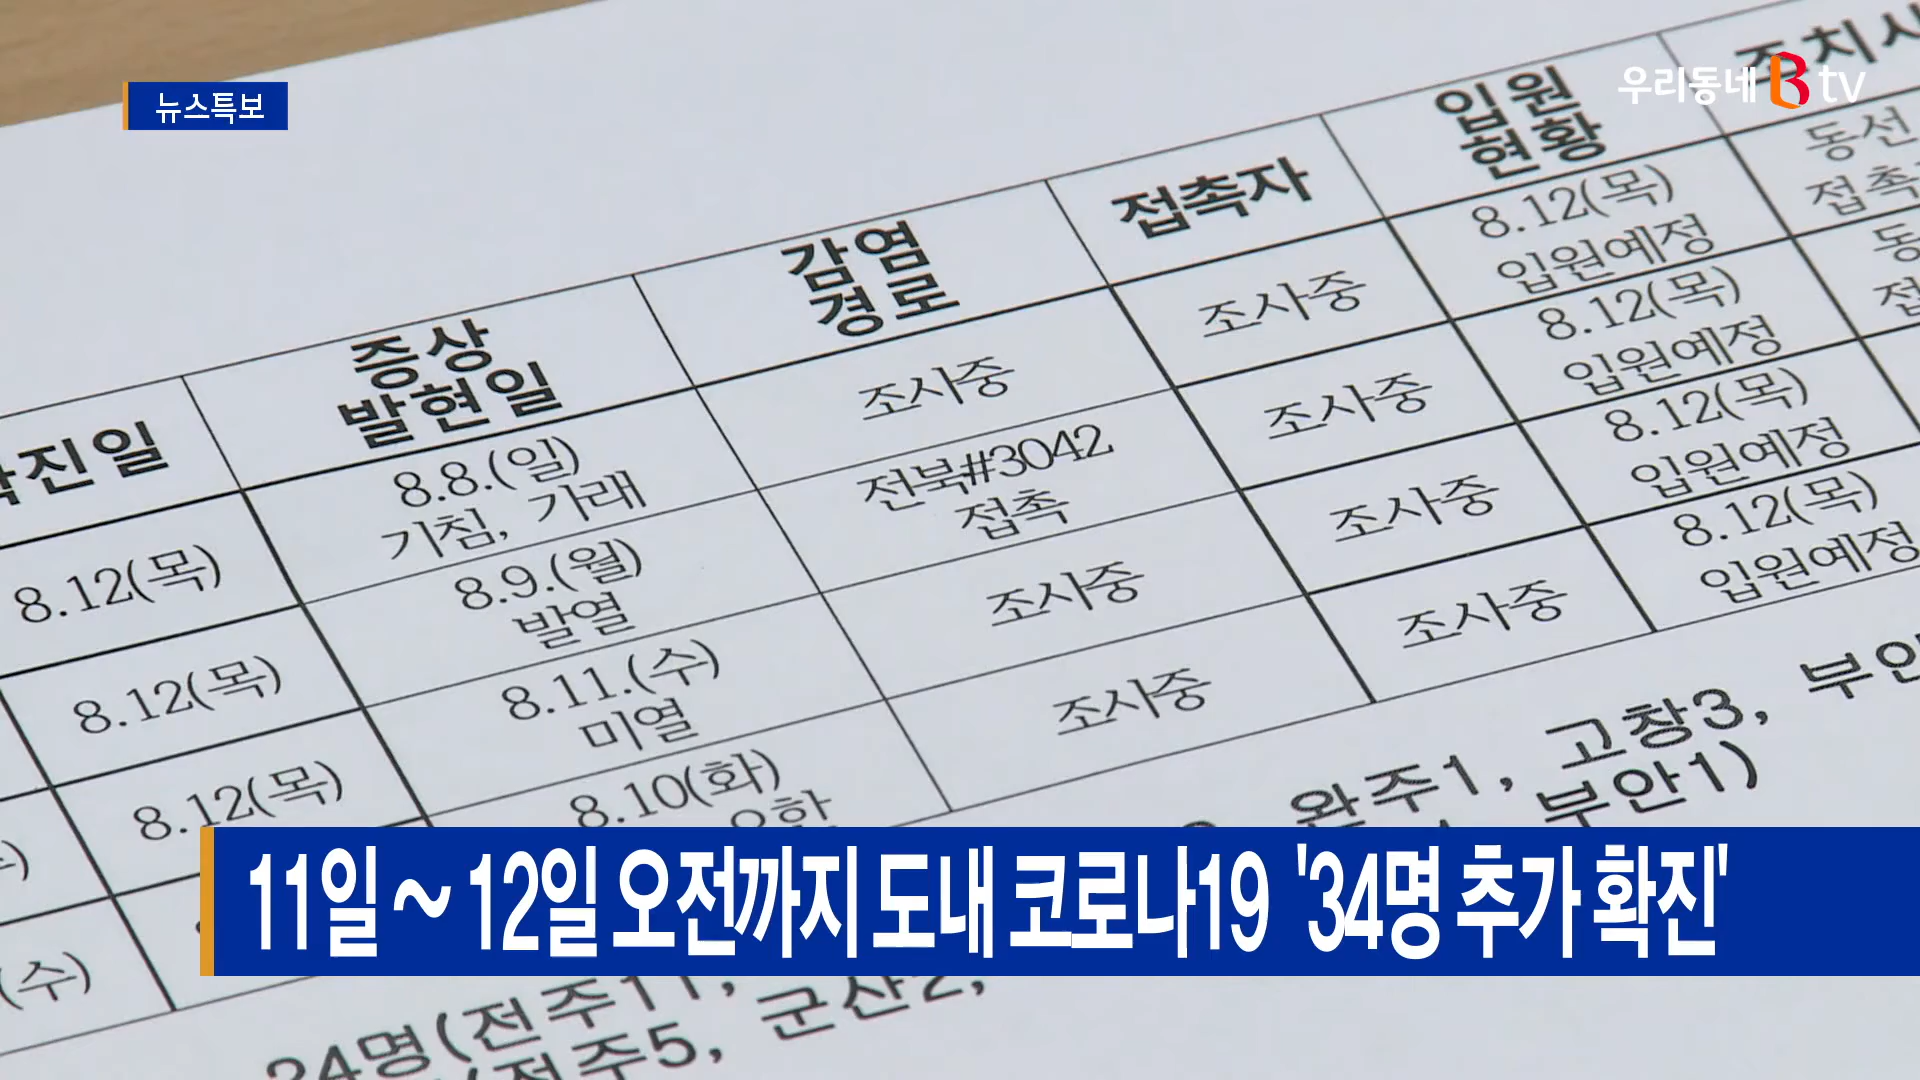 뉴스특보
우리동네 B tv
확진일
증상
발현일
감염
경로
접촉자
입원
현황
조치사
8.12(목)
8.8.(일)
기침, 가래
조사중
조사중
8.12(목)
입원예정
동선
접촉
8.12(목)
8.9.(월)
발열
전북#3042
접촉
조사중
8.12(목)
입원예정
동
접
8.12(목)
8.11.(수)
미열
조사중
조사중
8.12(목)
입원예정
8.10(화)
조사중
조사중
8.12(목)
입원예정
(수)
완주1, 고창3, 부안
부안1)
11일 ~ 12일 오전까지 도내 코로나19 '34명 추가 확진'
34명(전주11,
(전주5, 군산2,